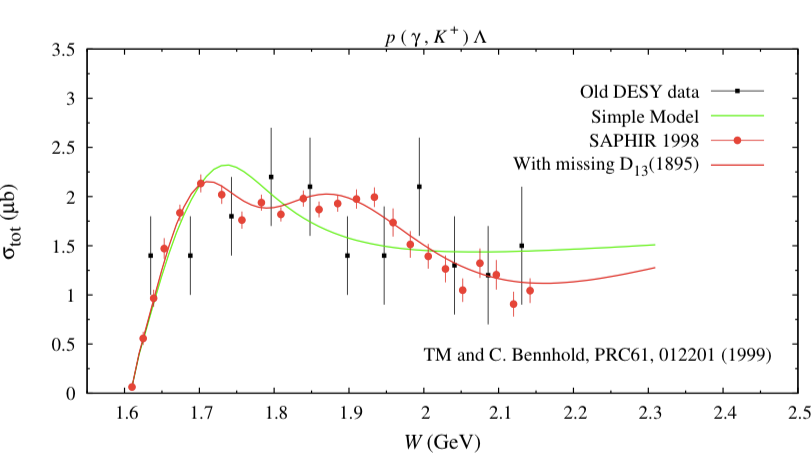 p ( γ , K⁺ ) Λ
3.5
3
2.5
2
1.5
1
0.5
0
σtot (μb)
Old DESY data
Simple Model
SAPHIR 1998
With missing D₁₃(1895)
TM and C. Bennhold, PRC61, 012201 (1999)
1.6 1.7 1.8 1.9 2 2.1 2.2 2.3 2.4 2.5
W (GeV)